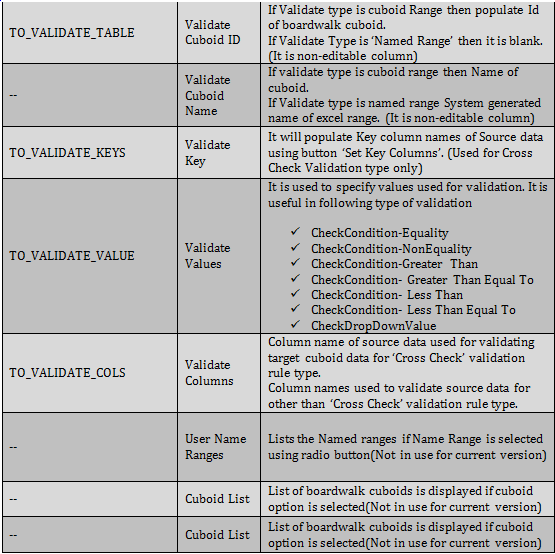 TO_VALIDATE_TABLE
Validate
Cuboid ID
If Validate type is cuboid Range then populate Id
of boardwalk cuboid.
If Validate Type is ‘Named Range’ then it is blank.
(It is non-editable column)
--
Validate
Cuboid
Name
If validate type is cuboid range then Name of
cuboid.
If Validate type is named range System generated
name of excel range. (It is non-editable column)
TO_VALIDATE_KEYS
Validate
Key
It will populate Key column names of Source data
using button ‘Set Key Columns’. (Used for Cross
Check Validation type only)
TO_VALIDATE_VALUE
Validate
Values
It is used to specify values used for validation. It is
useful in following type of validation
✓ CheckCondition-Equality
✓ CheckCondition-NonEquality
✓ CheckCondition-Greater Than
✓ CheckCondition- Greater Than Equal To
✓ CheckCondition- Less Than
✓ CheckCondition- Less Than Equal To
✓ CheckDropDownValue
TO_VALIDATE_COLS
Validate
Columns
Column name of source data used for validating
target cuboid data for ‘Cross Check’ validation
rule type.
Column names used to validate source data for
other than ‘Cross Check’ validation rule type.
--
User Name
Ranges
Lists the Named ranges if Name Range is selected
using radio button(Not in use for current version)
--
Cuboid List
List of boardwalk cuboids is displayed if cuboid
option is selected(Not in use for current version)
--
Cuboid List
List of boardwalk cuboids is displayed if cuboid
option is selected(Not in use for current version)